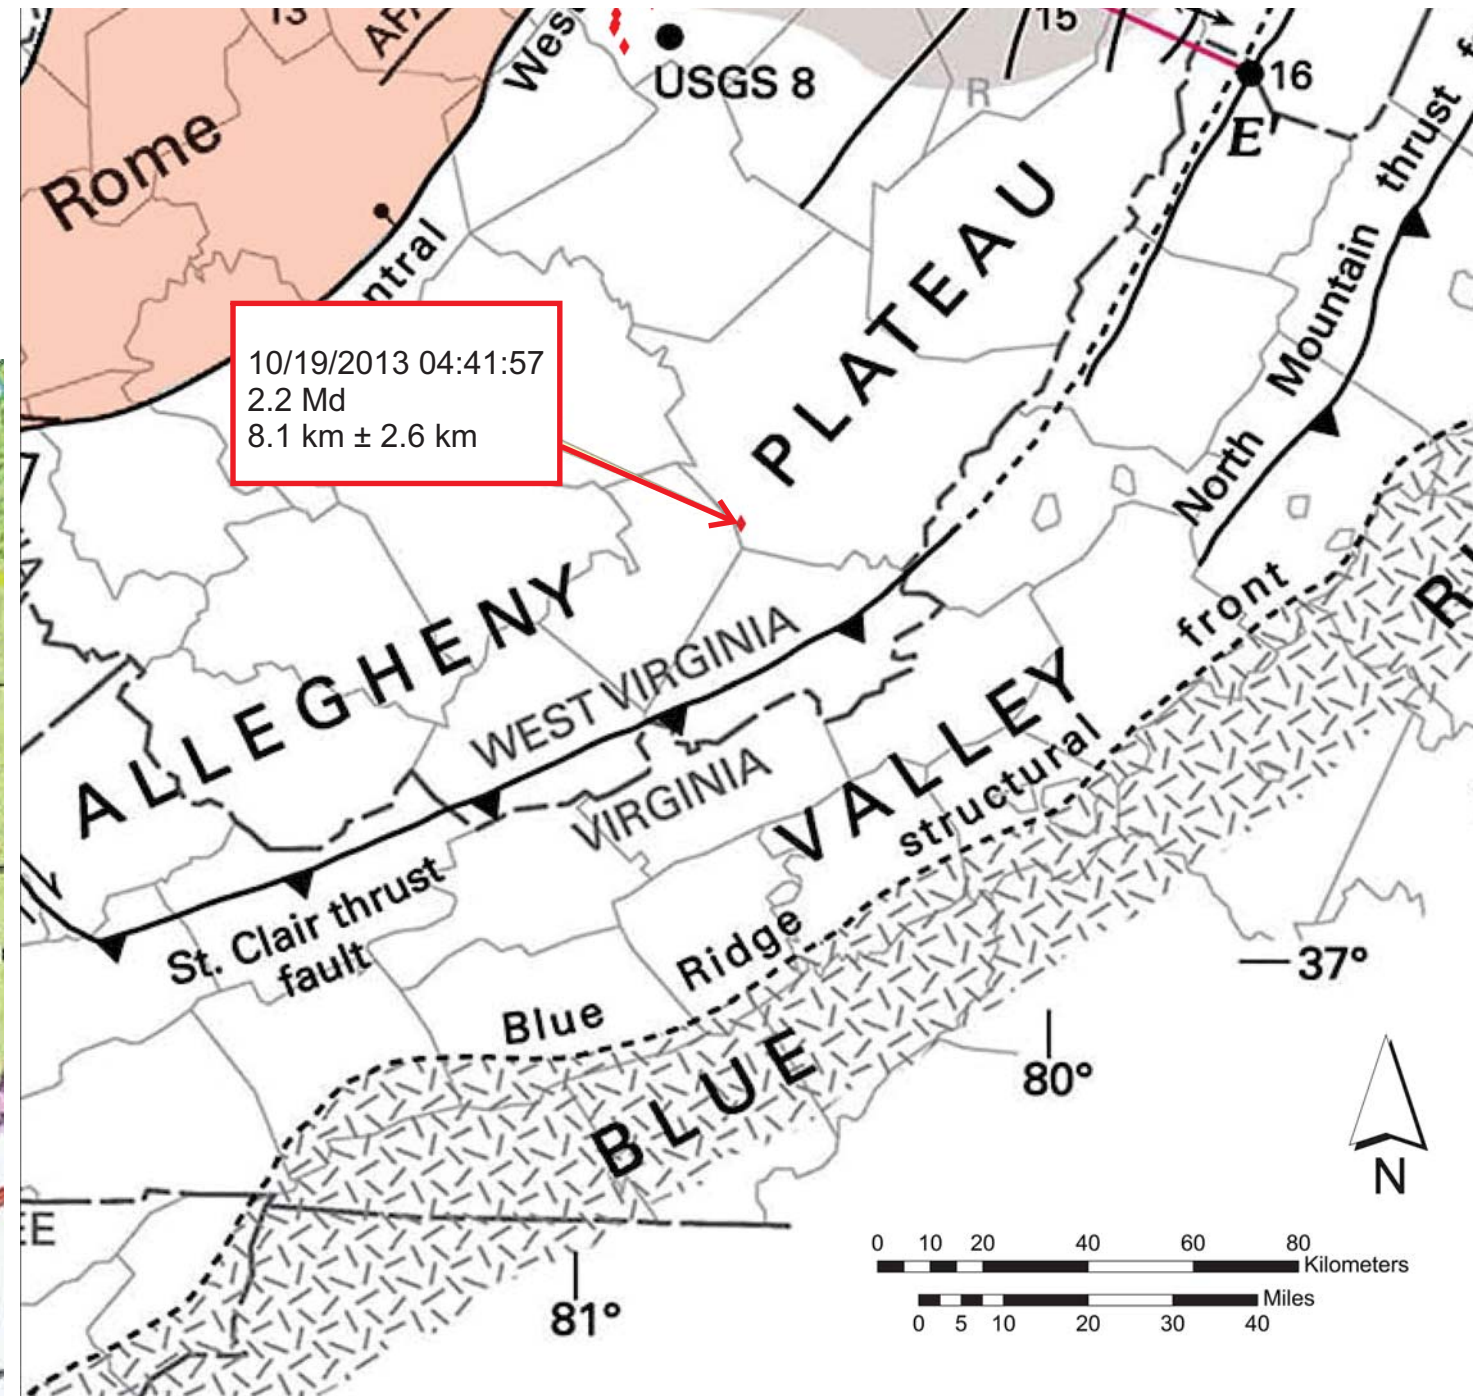 13
15
16
USGS 8
R
E'
Rome
ntral
thrust
Mountain
North
PLATEAU
10/19/2013 04:41:57
2.2 Md
8.1 km ± 2.6 km
ALLEGHENY
WEST VIRGINIA
VIRGINIA
VALLEY
front
structural
Ridge
Blue
St. Clair thrust
fault
BLUE
37°
80°
81°
N
0 10 20 40 60 80
Kilometers
Miles
0 5 10 20 30 40